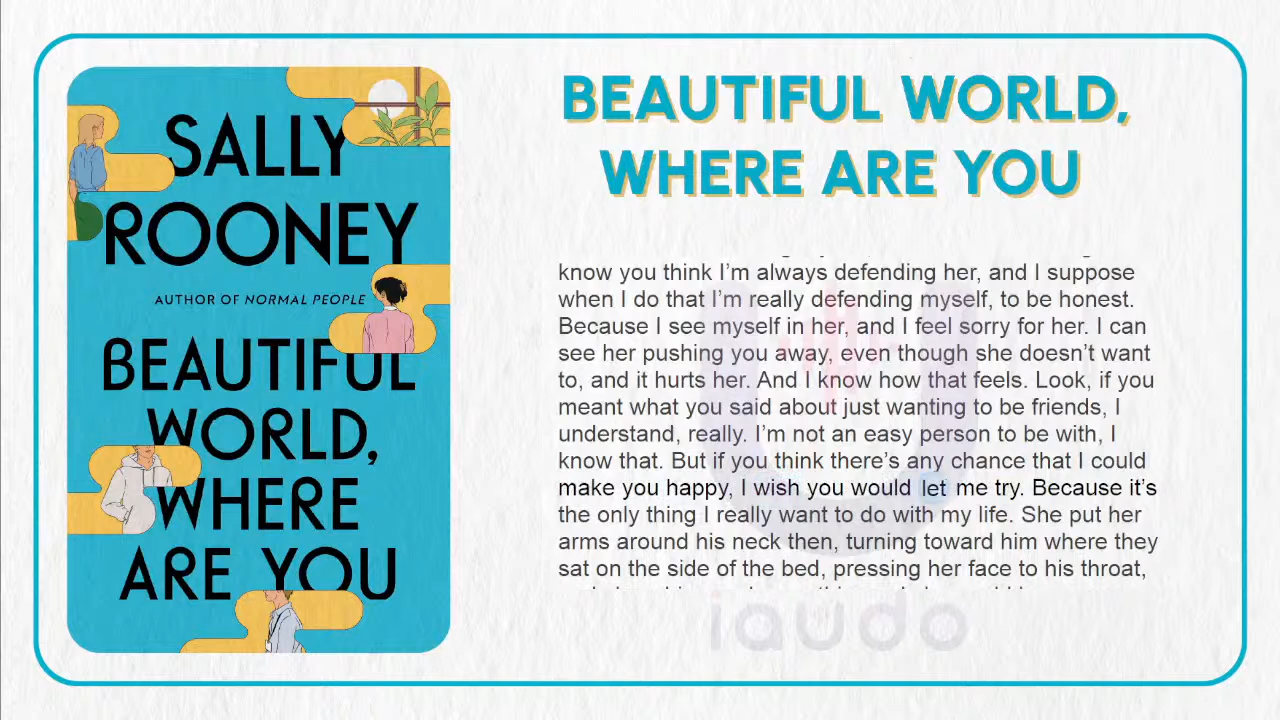 SALLY
ROONEY
AUTHOR OF NORMAL PEOPLE
BEAUTIFUL
WORLD,
WHERE
ARE YOU
BEAUTIFUL WORLD,
WHERE ARE YOU
know you think I’m always defending her, and I suppose
when I do that I’m really defending myself, to be honest.
Because I see myself in her, and I feel sorry for her. I can
see her pushing you away, even though she doesn’t want
to, and it hurts her. And I know how that feels. Look, if you
meant what you said about just wanting to be friends, I
understand, really. I’m not an easy person to be with, I
know that. But if you think there’s any chance that I could
make you happy, I wish you would let me try. Because it’s
the only thing I really want to do with my life. She put her
arms around his neck then, turning toward him where they
sat on the side of the bed, pressing her face to his throat,
iaudo